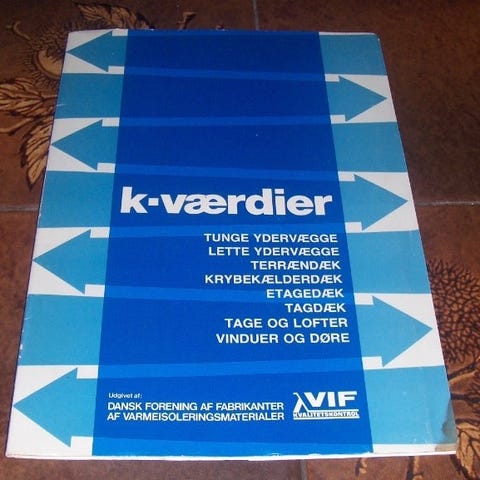 k-værdier
TUNGE YDERVÆGGE
LETTE YDERVÆGGE
TERRÆNDÆK
KRYBEKÆLDERDÆK
ETAGEDÆK
TAGDÆK
TAGE OG LOFTER
VINDUER OG DØRE
Udgivet af:
DANSK FORENING AF FABRIKANTER
AF VARMEISOLERINGSMATERIALER
λVIF
KVALITETSKONTROL